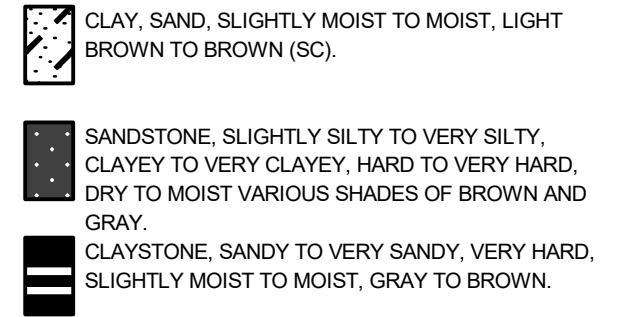 CLAY, SAND, SLIGHTLY MOIST TO MOIST, LIGHT
BROWN TO BROWN (SC).
SANDSTONE, SLIGHTLY SILTY TO VERY SILTY,
CLAYEY TO VERY CLAYEY, HARD TO VERY HARD,
DRY TO MOIST VARIOUS SHADES OF BROWN AND
GRAY.
CLAYSTONE, SANDY TO VERY SANDY, VERY HARD,
SLIGHTLY MOIST TO MOIST, GRAY TO BROWN.